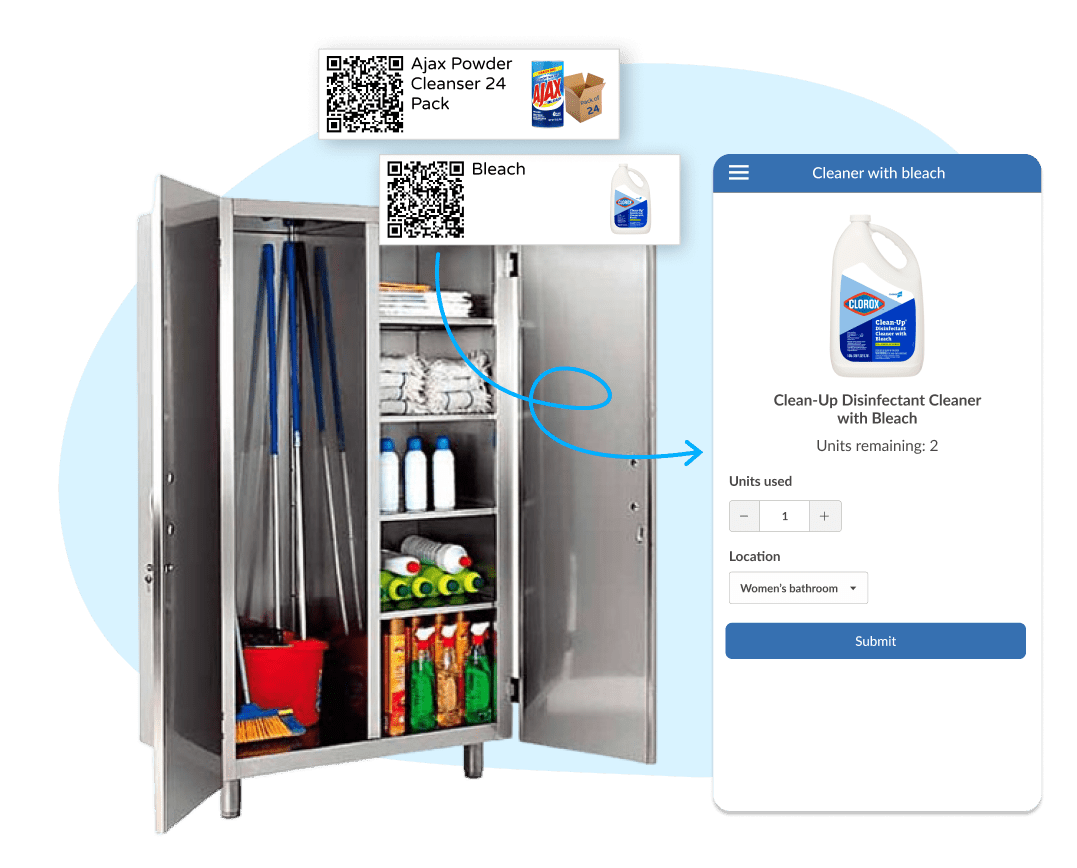 Ajax Powder
Cleanser 24
Pack
AJAX
Pack of
24
Bleach
CLOROX
Cleaner with bleach
CLOROX
Clean-Up
Disinfectant
Cleaner with
Bleach
Clean-Up Disinfectant Cleaner
with Bleach
Units remaining: 2
Units used
− 1 +
Location
Women's bathroom
Submit